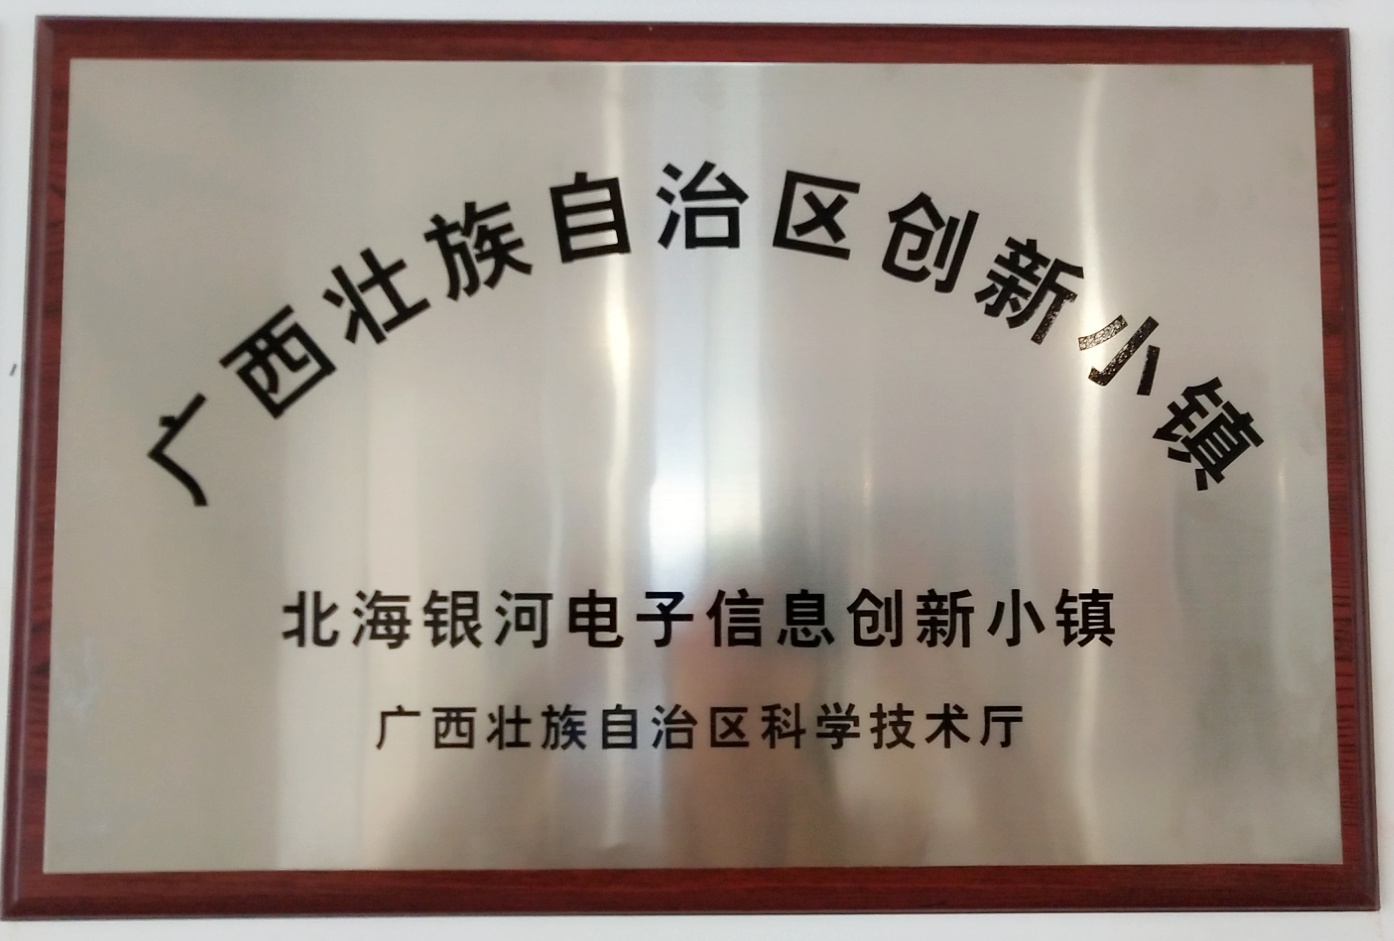 广西壮族自治区创新小镇
北海银河电子信息创新小镇
广西壮族自治区科学技术厅